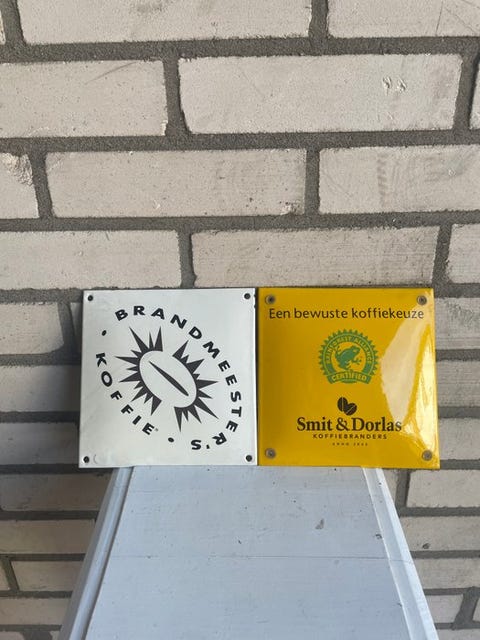 BRANDMEESTER'S
• KOFFIE® •
Een bewuste koffiekeuze
RAINFOREST ALLIANCE
CERTIFIED
Smit & Dorlas
KOFFIEBRANDERS